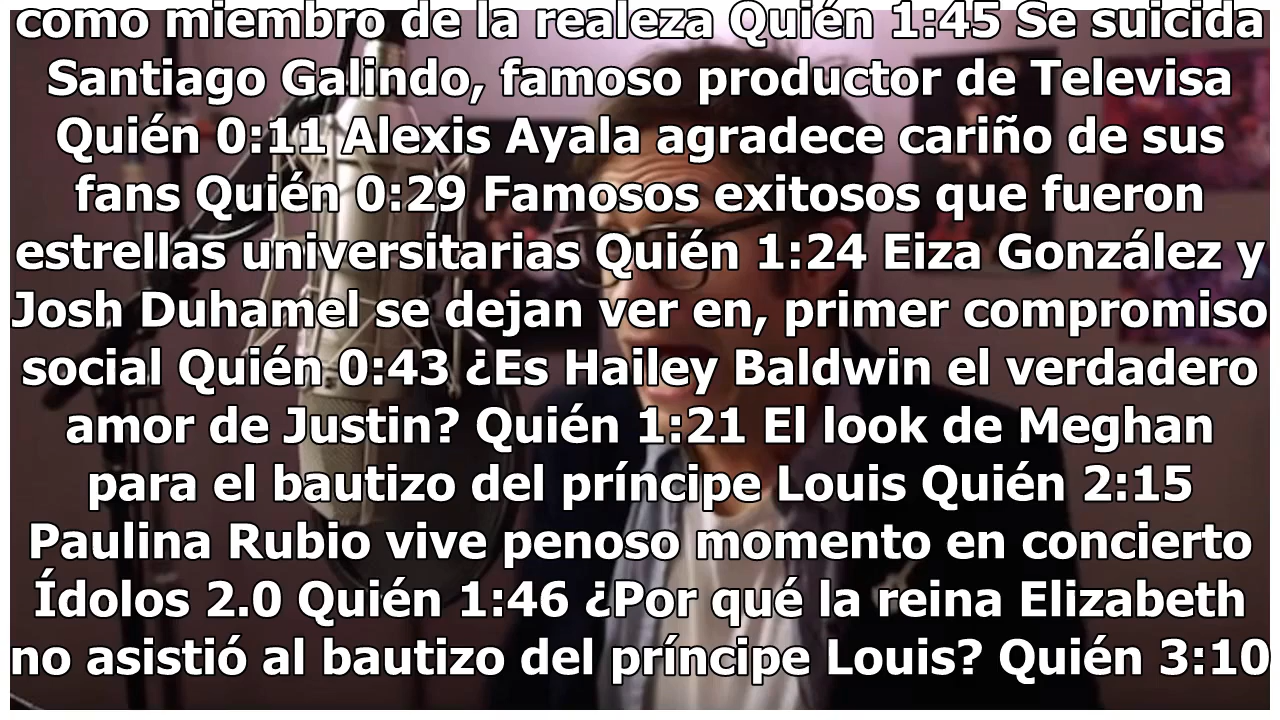 como miembro de la realeza Quién 1:45 Se suicida
Santiago Galindo, famoso productor de Televisa
Quién 0:11 Alexis Ayala agradece cariño de sus
fans Quién 0:29 Famosos exitosos que fueron
estrellas universitarias Quién 1:24 Eiza González y
Josh Duhamel se dejan ver en, primer compromiso
social Quién 0:43 ¿Es Hailey Baldwin el verdadero
amor de Justin? Quién 1:21 El look de Meghan
para el bautizo del príncipe Louis Quién 2:15
Paulina Rubio vive penoso momento en concierto
Ídolos 2.0 Quién 1:46 ¿Por qué la reina Elizabeth
no asistió al bautizo del príncipe Louis? Quién 3:10